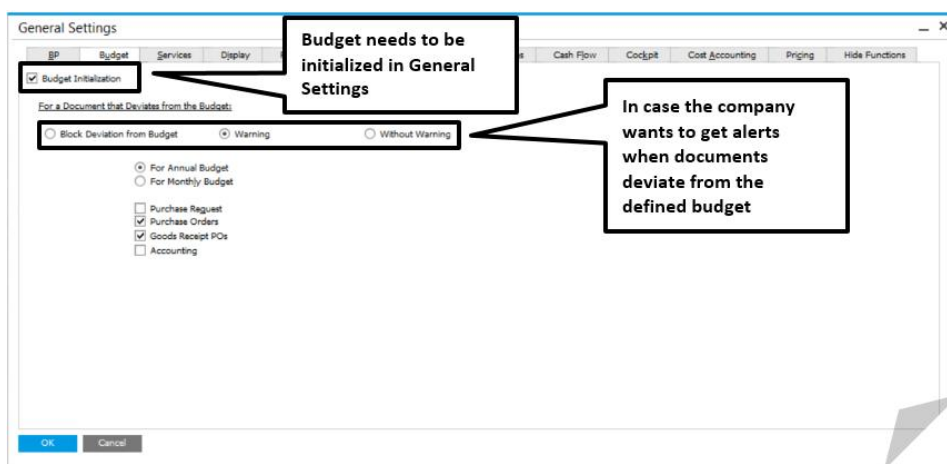 General Settings
BP Budget Services Display Cash Flow Cockpit Cost Accounting Pricing Hide Functions
Budget needs to be
initialized in General
Settings
Budget Initialization
For a Document that Deviates from the Budget:
Block Deviation from Budget Warning Without Warning
In case the company
wants to get alerts
when documents
deviate from the
defined budget
For Annual Budget
For Monthly Budget
Purchase Request
Purchase Orders
Goods Receipt POs
Accounting
OK Cancel